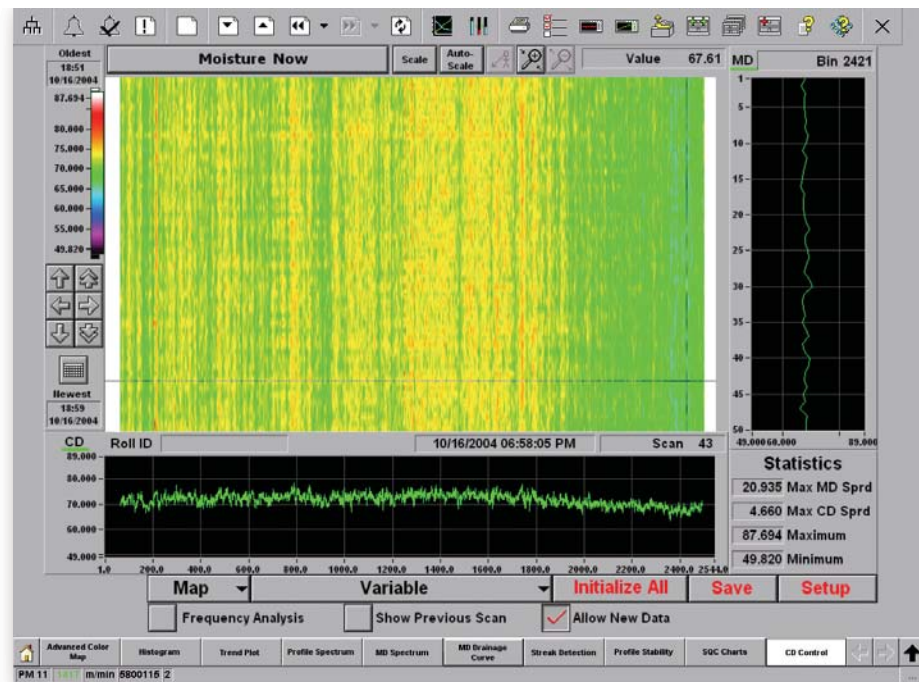 Oldest
18:51
10/16/2004
Moisture Now
Scale
Auto-
Scale
Value 67.61
MD
Bin 2421
87.694
80.000
75.000
70.000
65.000
60.000
55.000
49.820
1
5
10
15
20
25
30
35
40
45
50
49.000 60.000 89.000
Newest
18:59
10/16/2004
CD
Roll ID
10/16/2004 06:58:05 PM
Scan 43
89.000
80.000
70.000
60.000
49.000
1.0 200.0 400.0 600.0 800.0 1000.0 1200.0 1400.0 1600.0 1800.0 2000.0 2200.0 2400.0 2544.0
Statistics
20.935 Max MD Sprd
4.660 Max CD Sprd
87.694 Maximum
49.820 Minimum
Map
Variable
Initialize All
Save
Setup
Frequency Analysis
Show Previous Scan
Allow New Data
Advanced Color
Map
Histogram
Trend Plot
Profile Spectrum
MD Spectrum
MD Drainage
Curve
Streak Detection
Profile Stability
SQC Charts
CD Control
PM 11 1417 m/min 5800115 2